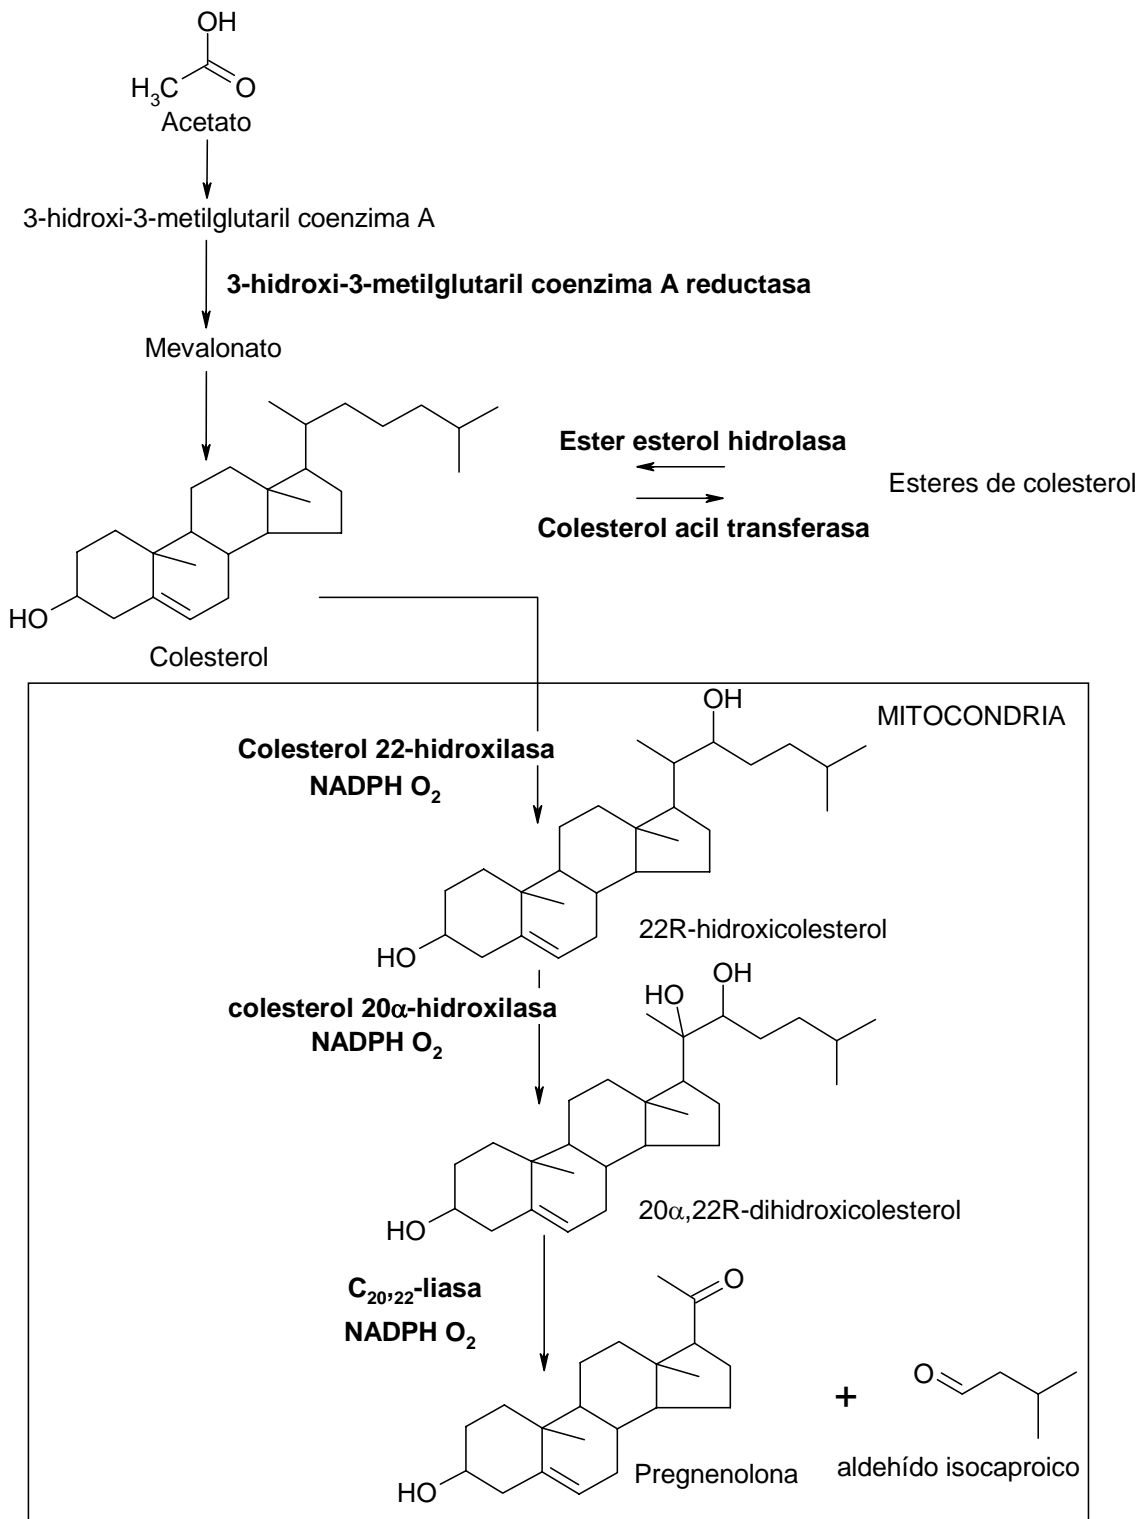 OH
H3C
O
Acetato
3-hidroxi-3-metilglutaril coenzima A
3-hidroxi-3-metilglutaril coenzima A reductasa
Mevalonato
Ester esterol hidrolasa
Esteres de colesterol
Colesterol acil transferasa
HO
Colesterol
MITOCONDRIA
OH
Colesterol 22-hidroxilasa
NADPH O2
22R-hidroxicolesterol
HO
colesterol 20α-hidroxilasa
NADPH O2
HO
OH
20α,22R-dihidroxicolesterol
HO
C20,22-liasa
NADPH O2
O
O
+
HO
Pregnenolona
aldehído isocaproico